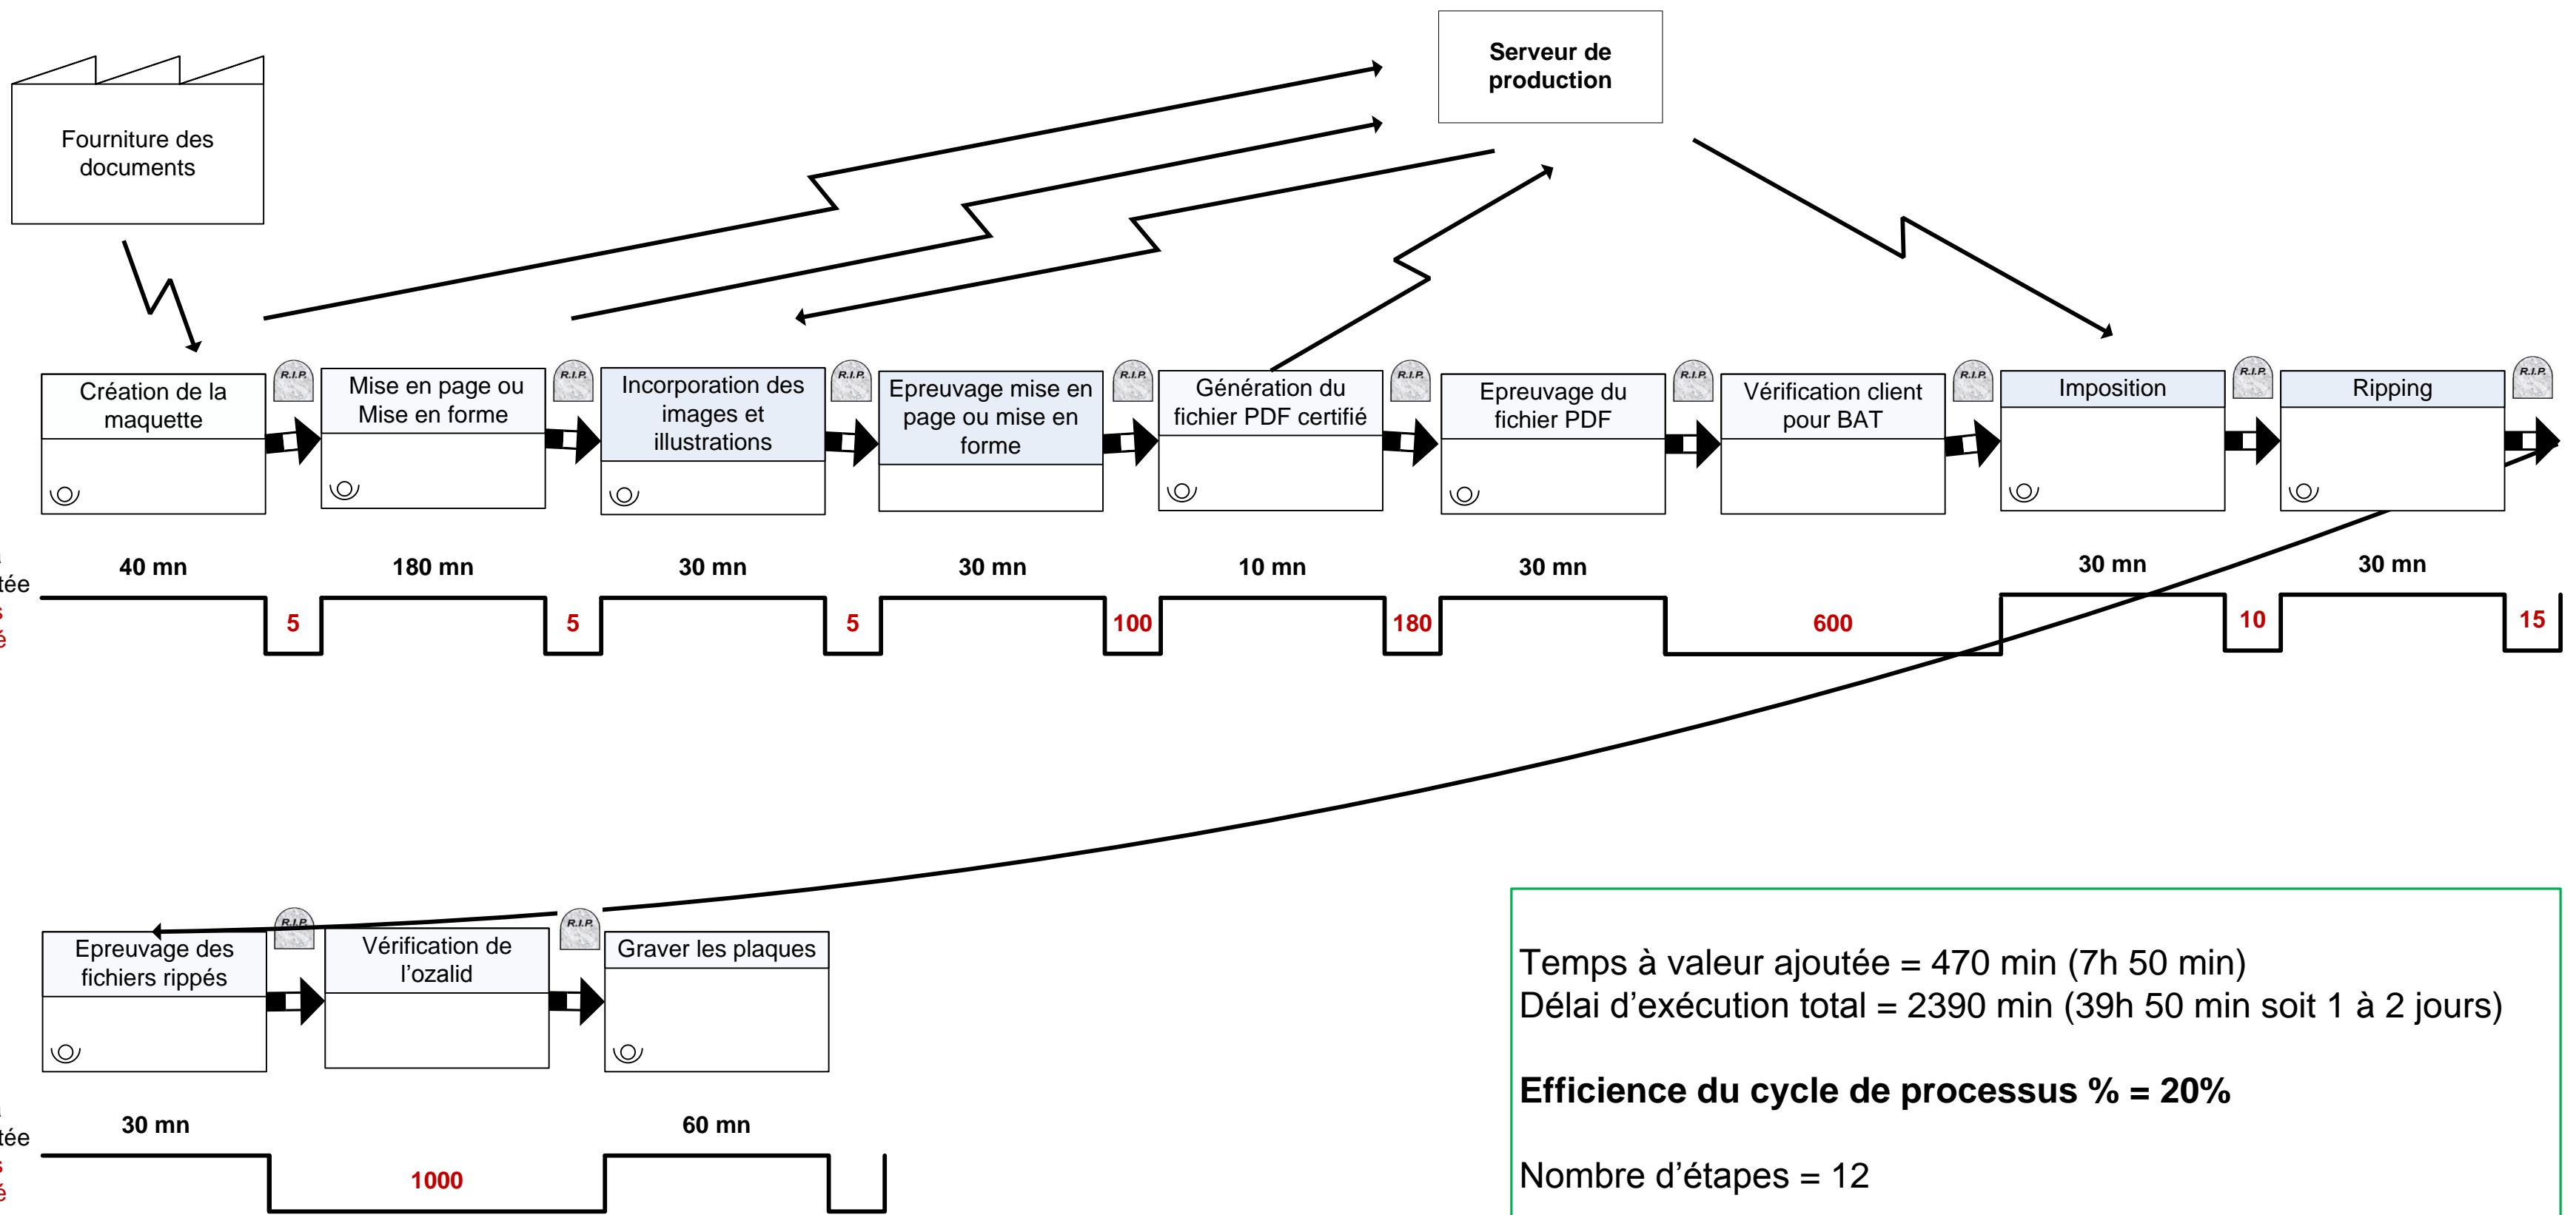 Serveur de
production
Fourniture des
documents
R.I.P.
R.I.P.
R.I.P.
R.I.P.
R.I.P.
R.I.P.
R.I.P.
R.I.P.
R.I.P.
Création de la
maquette
Mise en page ou
Mise en forme
Incorporation des
images et
illustrations
Epreuvage mise en
page ou mise en
forme
Génération du
fichier PDF certifié
Epreuvage du
fichier PDF
Vérification client
pour BAT
Imposition
Ripping
40 mn
180 mn
30 mn
30 mn
10 mn
30 mn
30 mn
30 mn
5
5
5
100
180
600
10
15
R.I.P.
R.I.P.
Epreuvage des
fichiers rippés
Vérification de
l’ozalid
Graver les plaques
30 mn
60 mn
1000
Temps à valeur ajoutée = 470 min (7h 50 min)
Délai d’exécution total = 2390 min (39h 50 min soit 1 à 2 jours)
Efficience du cycle de processus % = 20%
Nombre d’étapes = 12